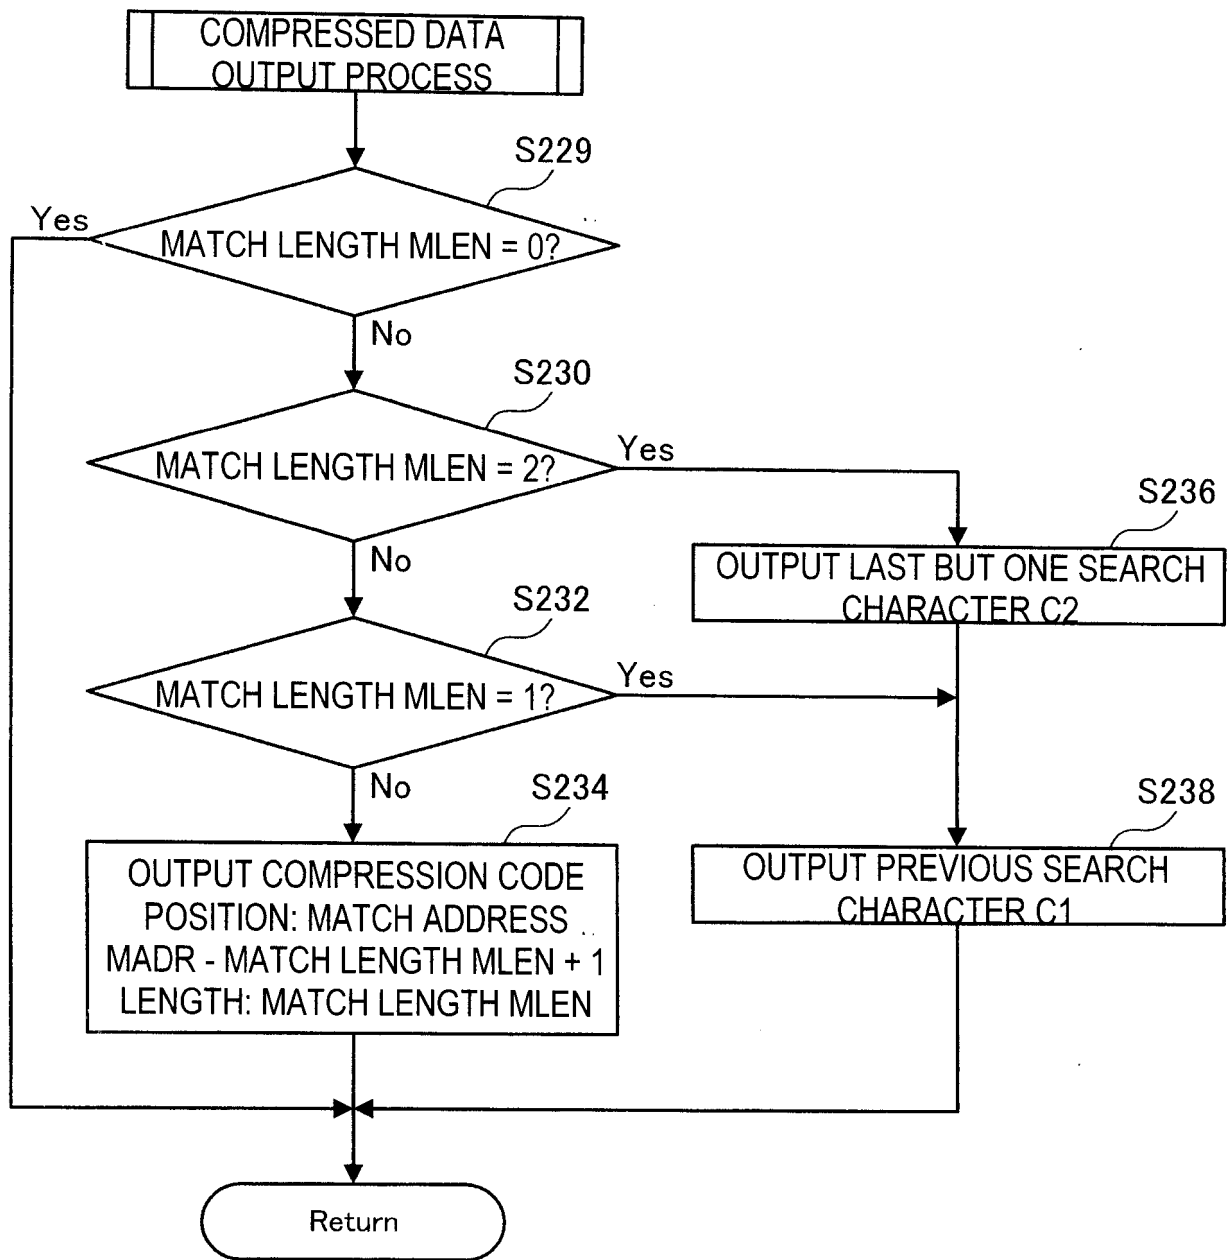 COMPRESSED DATA
OUTPUT PROCESS
S229
Yes
MATCH LENGTH MLEN = 0?
No
S230
Yes
MATCH LENGTH MLEN = 2?
No
S236
OUTPUT LAST BUT ONE SEARCH
CHARACTER C2
S232
Yes
MATCH LENGTH MLEN = 1?
No
S234
OUTPUT COMPRESSION CODE
POSITION: MATCH ADDRESS
MADR - MATCH LENGTH MLEN + 1
LENGTH: MATCH LENGTH MLEN
S238
OUTPUT PREVIOUS SEARCH
CHARACTER C1
Return